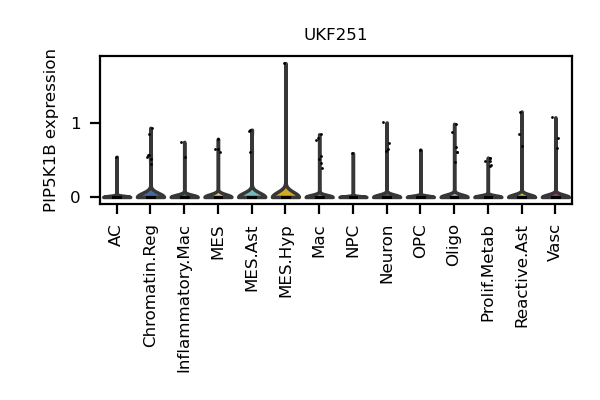 UKF251
PIP5K1B expression
1
0
AC
Chromatin.Reg
Inflammatory.Mac
MES
MES.Ast
MES.Hyp
Mac
NPC
Neuron
OPC
Oligo
Prolif.Metab
Reactive.Ast
Vasc